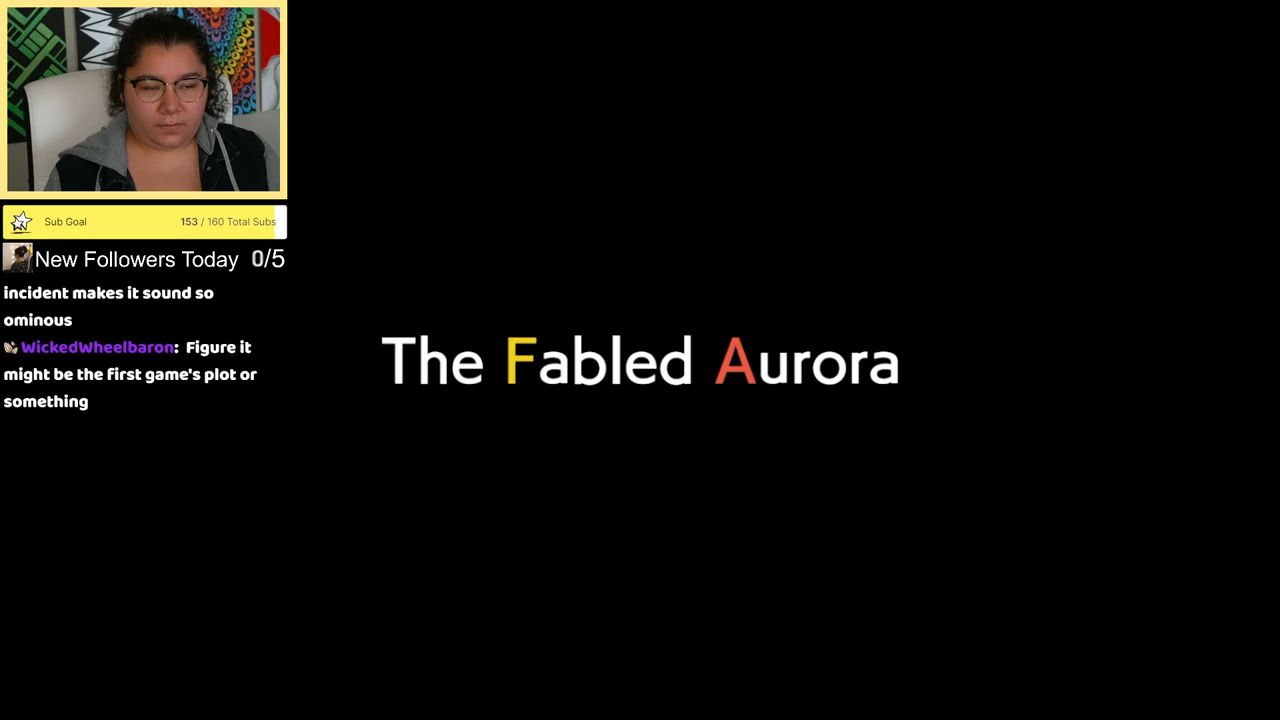 Sub Goal 153 / 160 Total Subs
New Followers Today 0/5
incident makes it sound so
ominous
WickedWheelbaron: Figure it
might be the first game's plot or
something
The Fabled Aurora